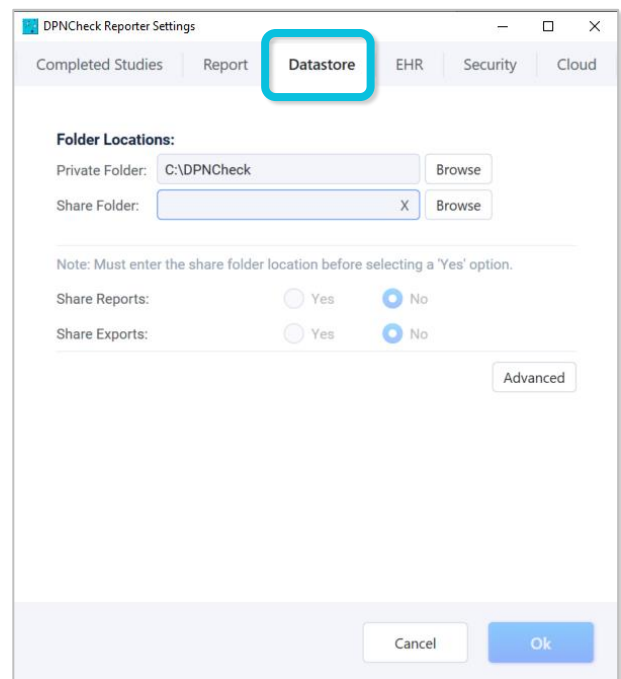 DPNCheck Reporter Settings
Completed Studies Report Datastore EHR Security Cloud
Folder Locations:
Private Folder: C:\DPNCheck Browse
Share Folder: X Browse
Note: Must enter the share folder location before selecting a 'Yes' option.
Share Reports: Yes No
Share Exports: Yes No
Advanced
Cancel Ok